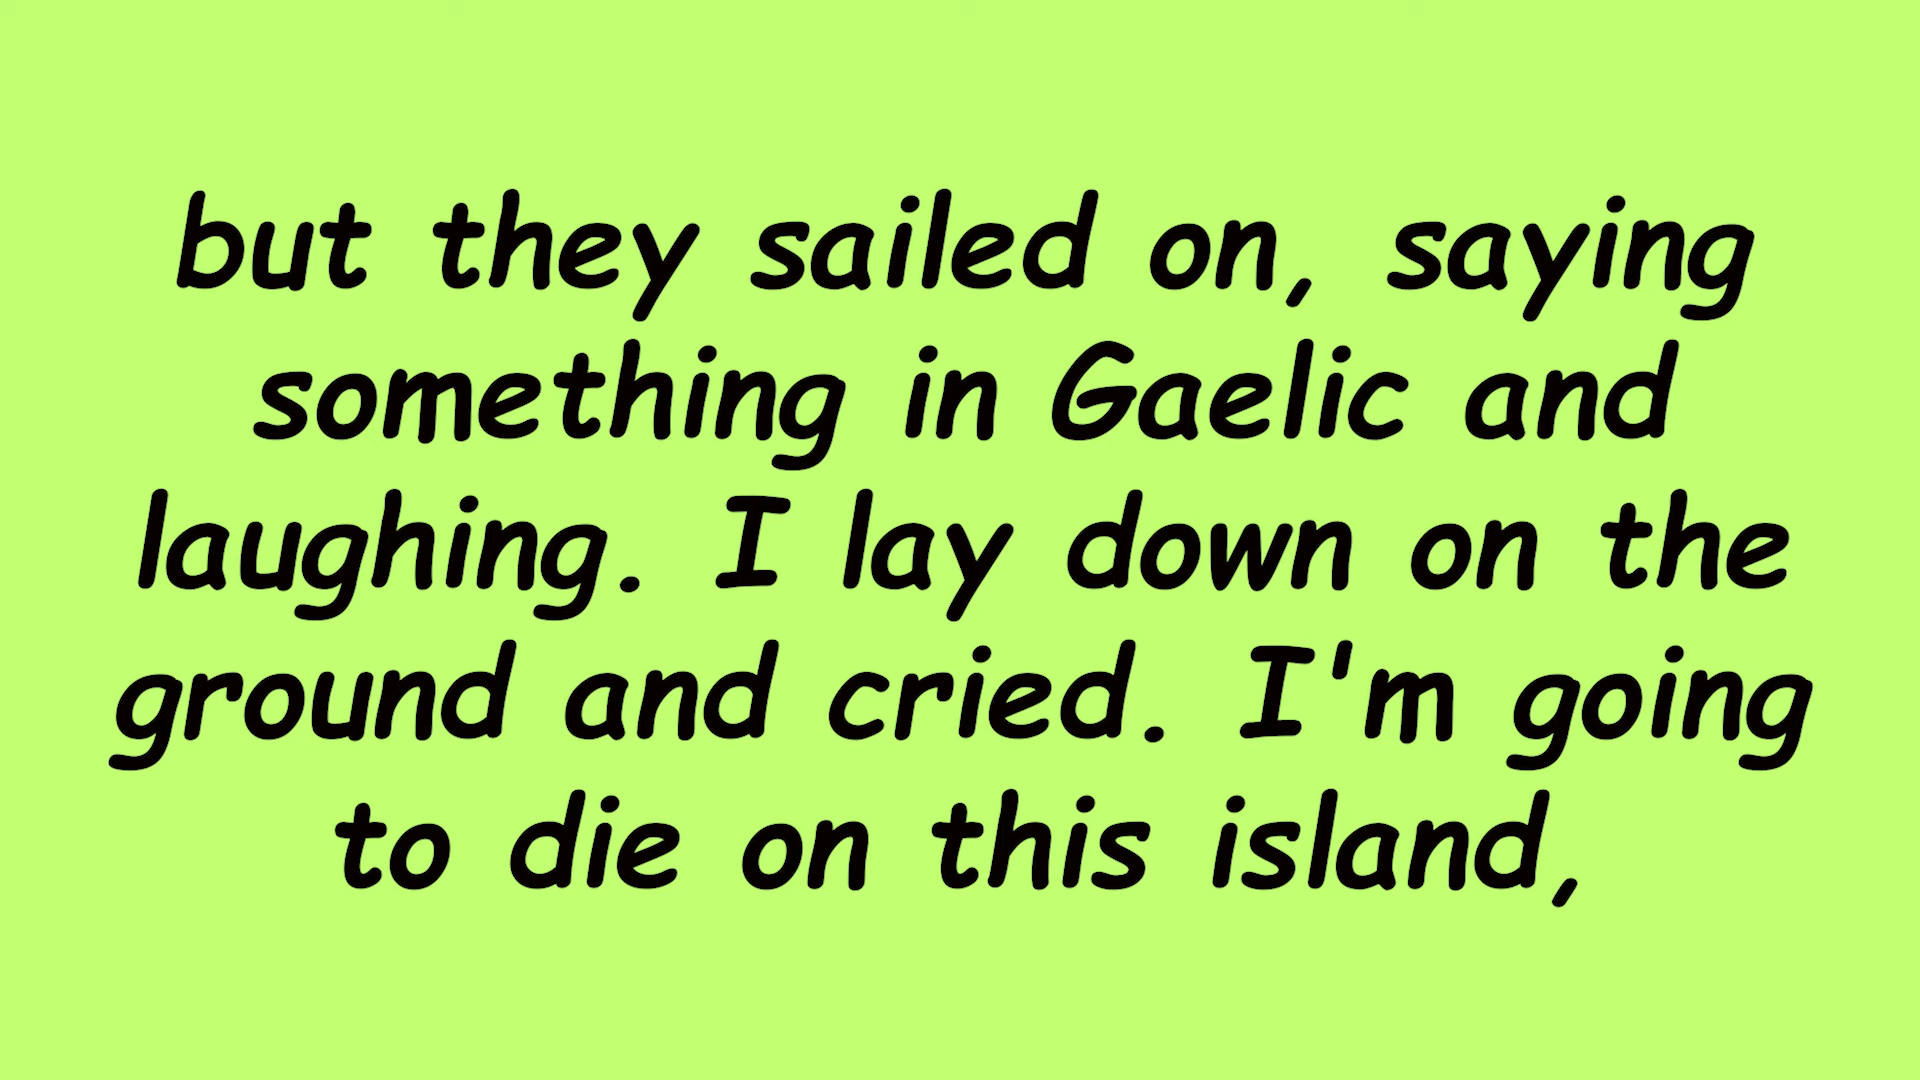 but they sailed on, saying
something in Gaelic and
laughing. I lay down on the
ground and cried. I'm going
to die on this island,